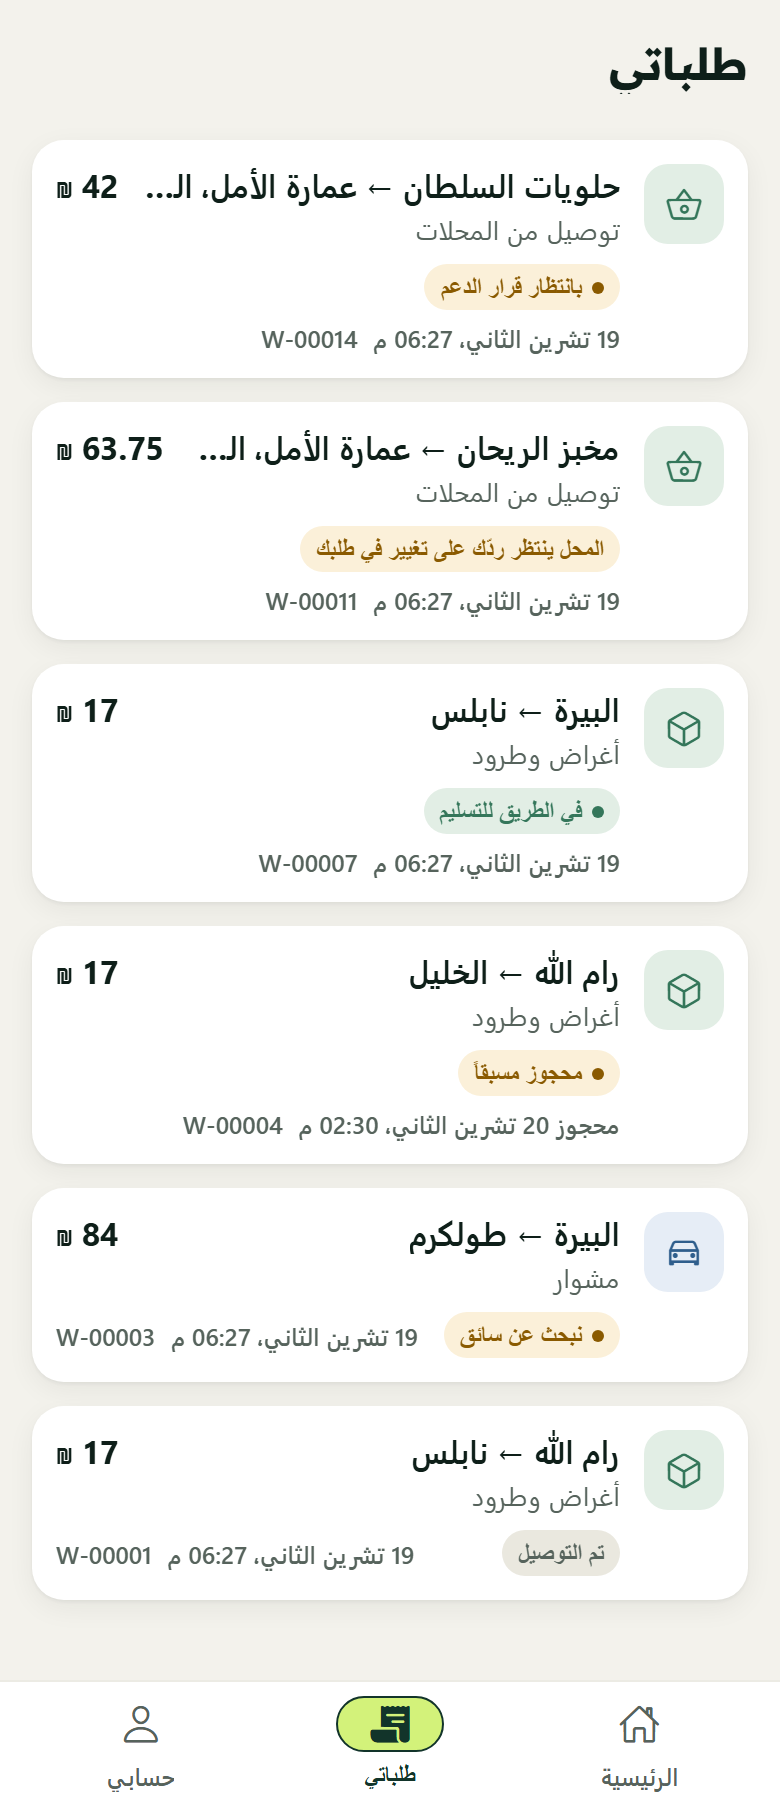 طلباتي
حلويات السلطان ← عمارة الأمل، الـ... 42 ₪
توصيل من المحلات
بانتظار قرار الدعم
19 تشرين الثاني، 06:27 م W-00014
مخبز الريحان ← عمارة الأمل، الـ... 63.75 ₪
توصيل من المحلات
المحل ينتظر ردّك على تغيير في طلبك
19 تشرين الثاني، 06:27 م W-00011
البيرة ← نابلس 17 ₪
أغراض وطرود
في الطريق للتسليم
19 تشرين الثاني، 06:27 م W-00007
رام الله ← الخليل 17 ₪
أغراض وطرود
محجوز مسبقاً
محجوز 20 تشرين الثاني، 02:30 م W-00004
البيرة ← طولكرم 84 ₪
مشوار
نبحث عن سائق 19 تشرين الثاني، 06:27 م W-00003
رام الله ← نابلس 17 ₪
أغراض وطرود
تم التوصيل 19 تشرين الثاني، 06:27 م W-00001
الرئيسية طلباتي حسابي